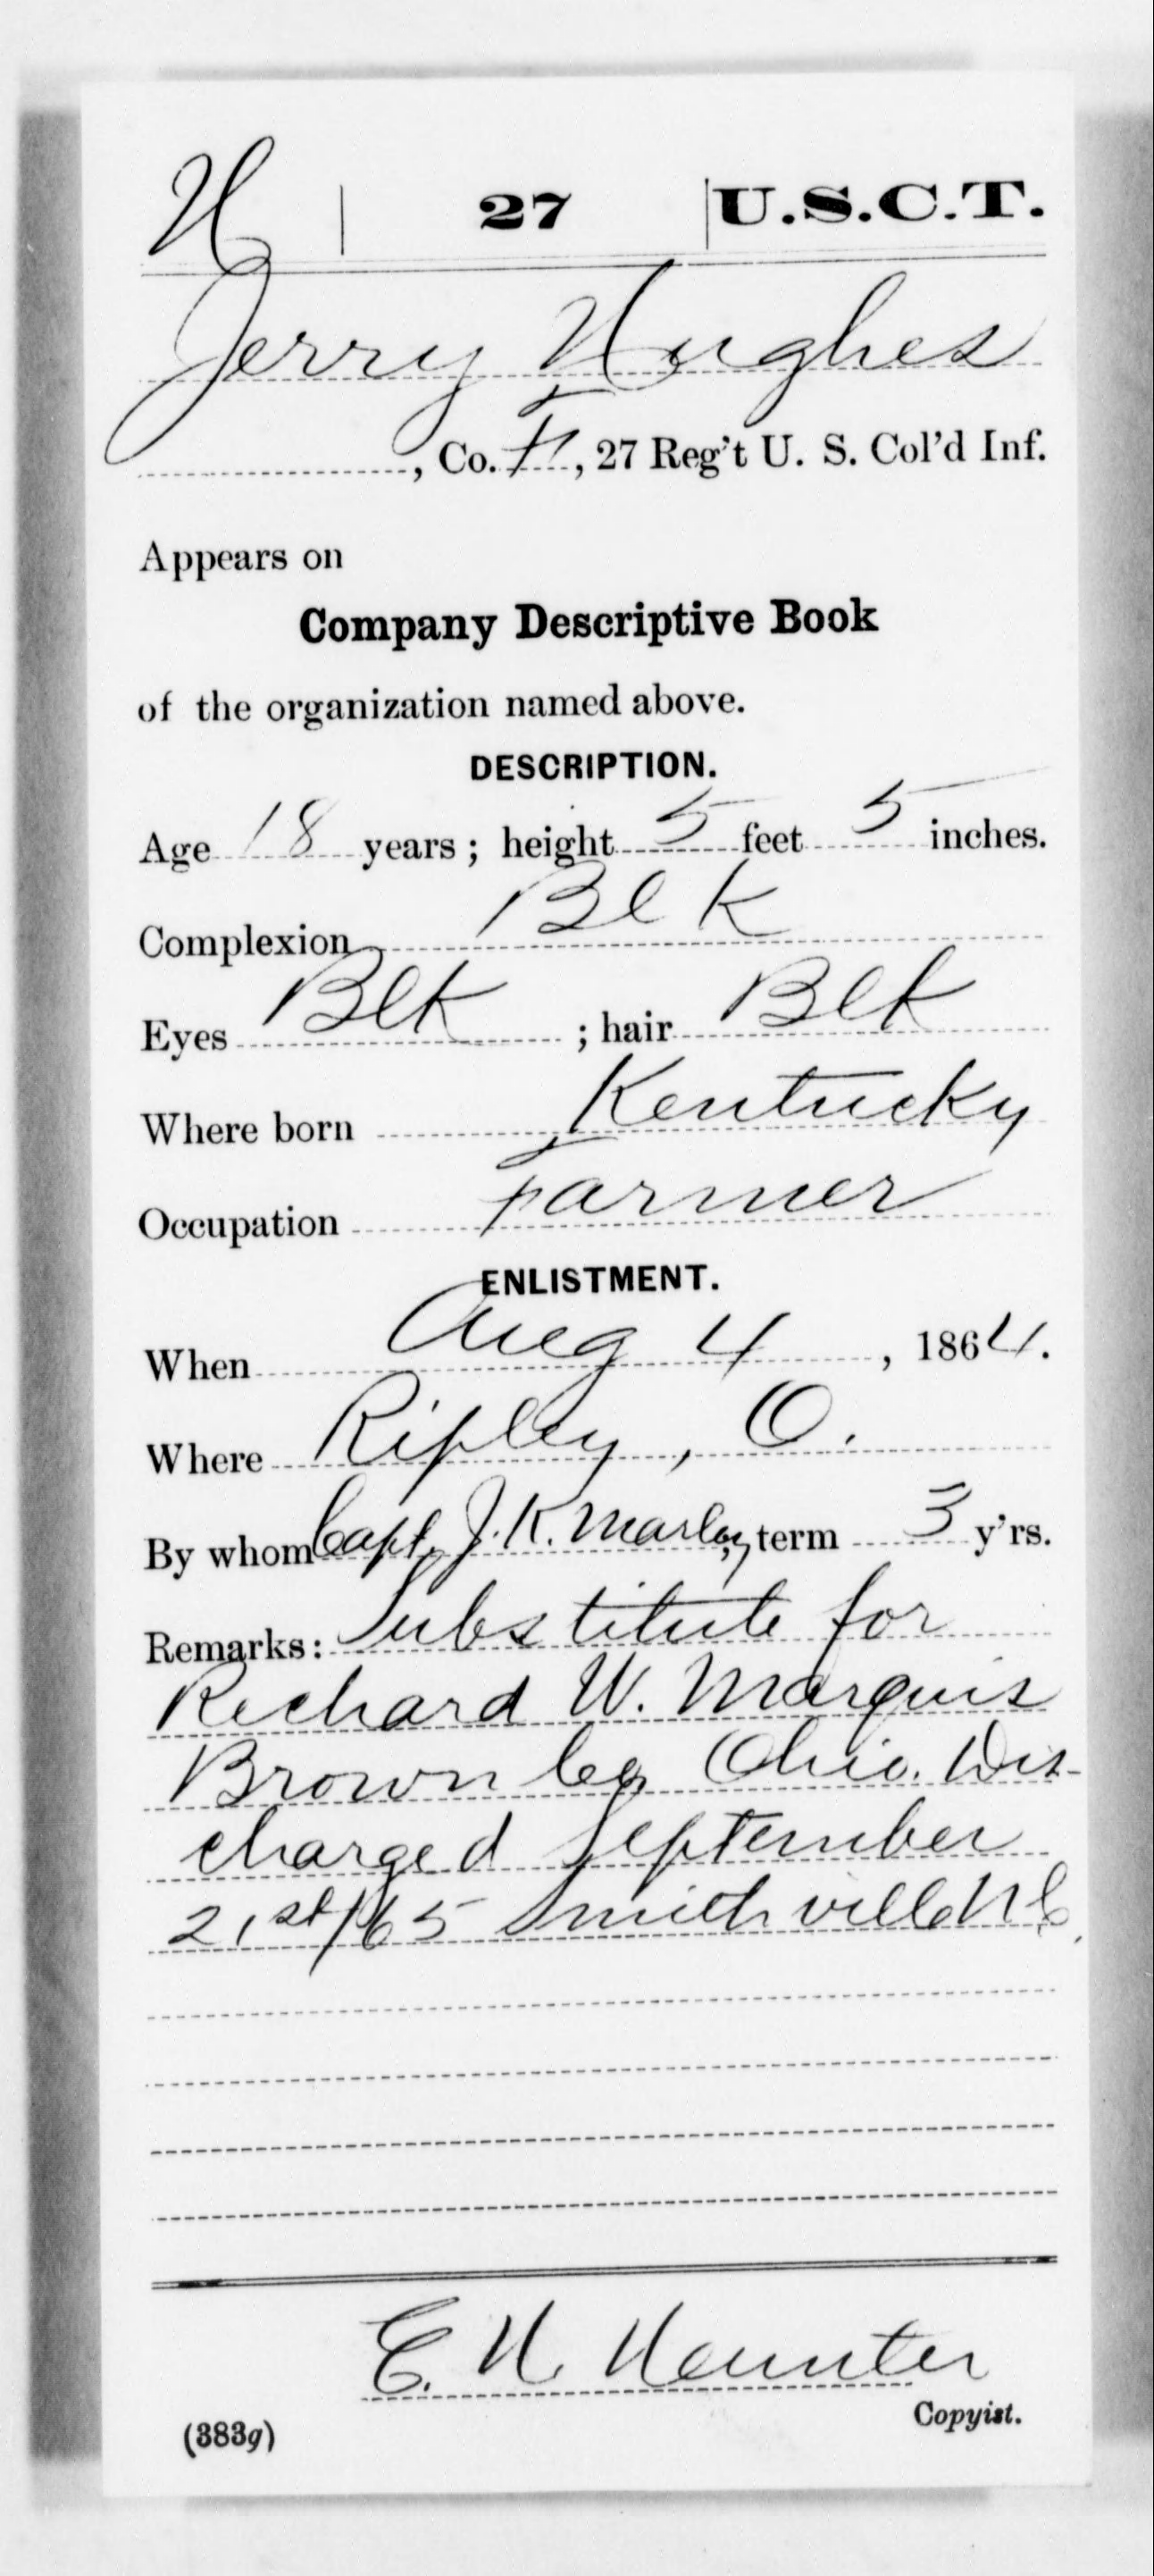 H | 27 | U.S.C.T.
Jerry Hughes
, Co. H, 27 Reg't U. S. Col'd Inf.
Appears on
Company Descriptive Book
of the organization named above.
DESCRIPTION.
Age 18 years; height 5 feet 5 inches.
Complexion Blk
Eyes Blk ; hair Blk
Where born Kentucky
Occupation Farmer
ENLISTMENT.
When Aug 4, 1864.
Where Ripley, O.
By whom Capt. J.K. Marlay; term 3 y'rs.
Remarks: Substitute for
Richard W. Marquis
Brown Co Ohio. Dis-
charged September
21st/65 Smithville N C.
E. H.
Copyist.
(383g)